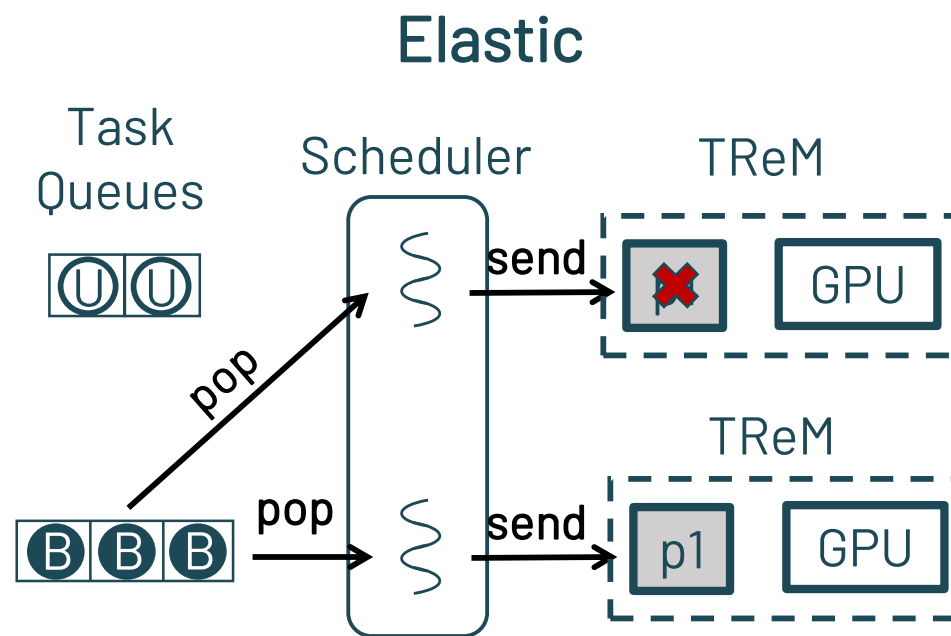 Elastic
Task
Queues
Scheduler
TReM
U U
send
GPU
pop
TReM
pop
send
B B B
p1
GPU